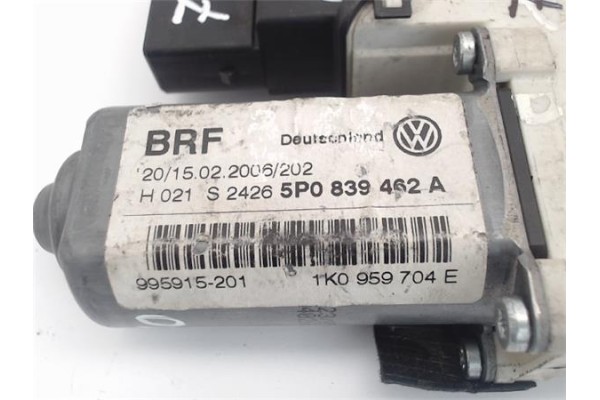 BRF Deutschland
20/15.02.2006/202
H 021 S 2426 5P0 839 462 A
995915-201 1K0 959 704 E